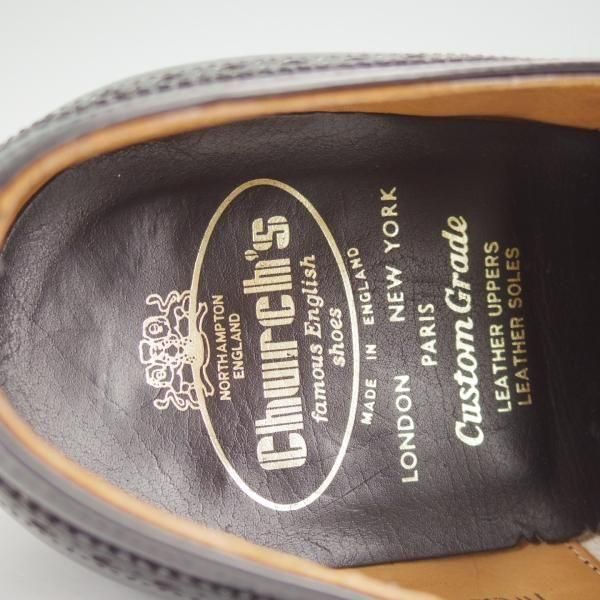 NORTHAMPTON
ENGLAND
Church's
famous English
shoes
MADE IN ENGLAND
LONDON NEW YORK
PARIS
Custom Grade
LEATHER UPPERS
LEATHER SOLES